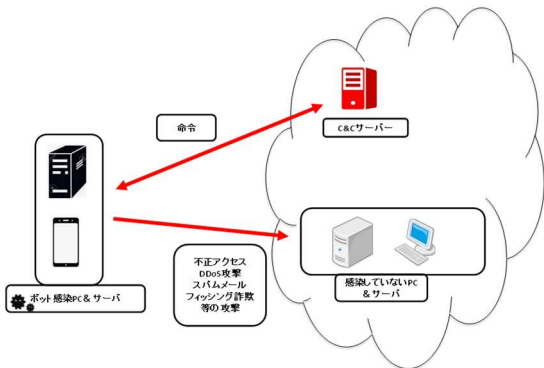 命令
C&Cサーバー
不正アクセス
DDoS攻撃
スパムメール
フィッシング詐欺
等の攻撃
ボット感染PC&サーバ
感染していないPC
&サーバ